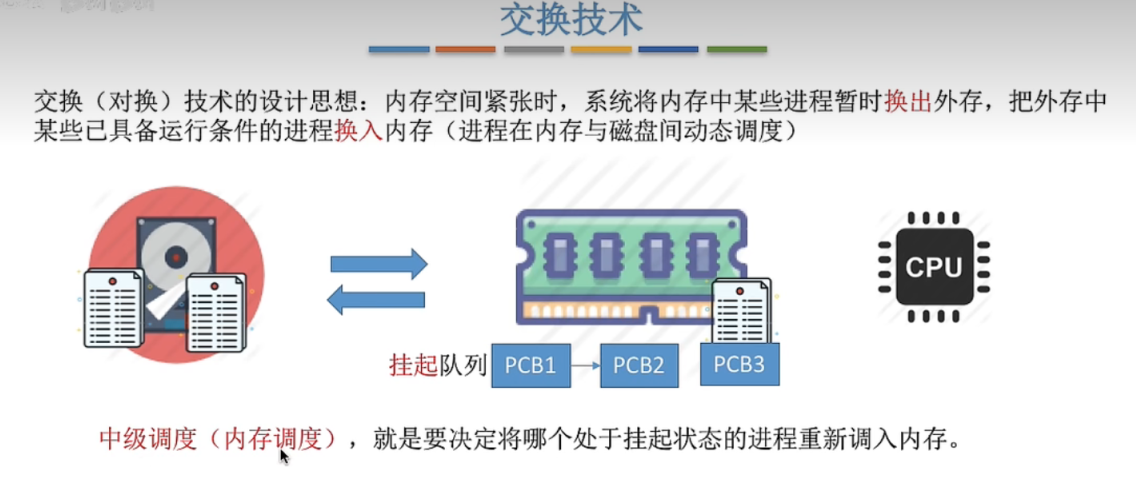 交换技术
交换（对换）技术的设计思想：内存空间紧张时，系统将内存中某些进程暂时换出外存，把外存中
某些已具备运行条件的进程换入内存（进程在内存与磁盘间动态调度）
CPU
挂起队列 PCB1 PCB2 PCB3
中级调度（内存调度），就是要决定将哪个处于挂起状态的进程重新调入内存。